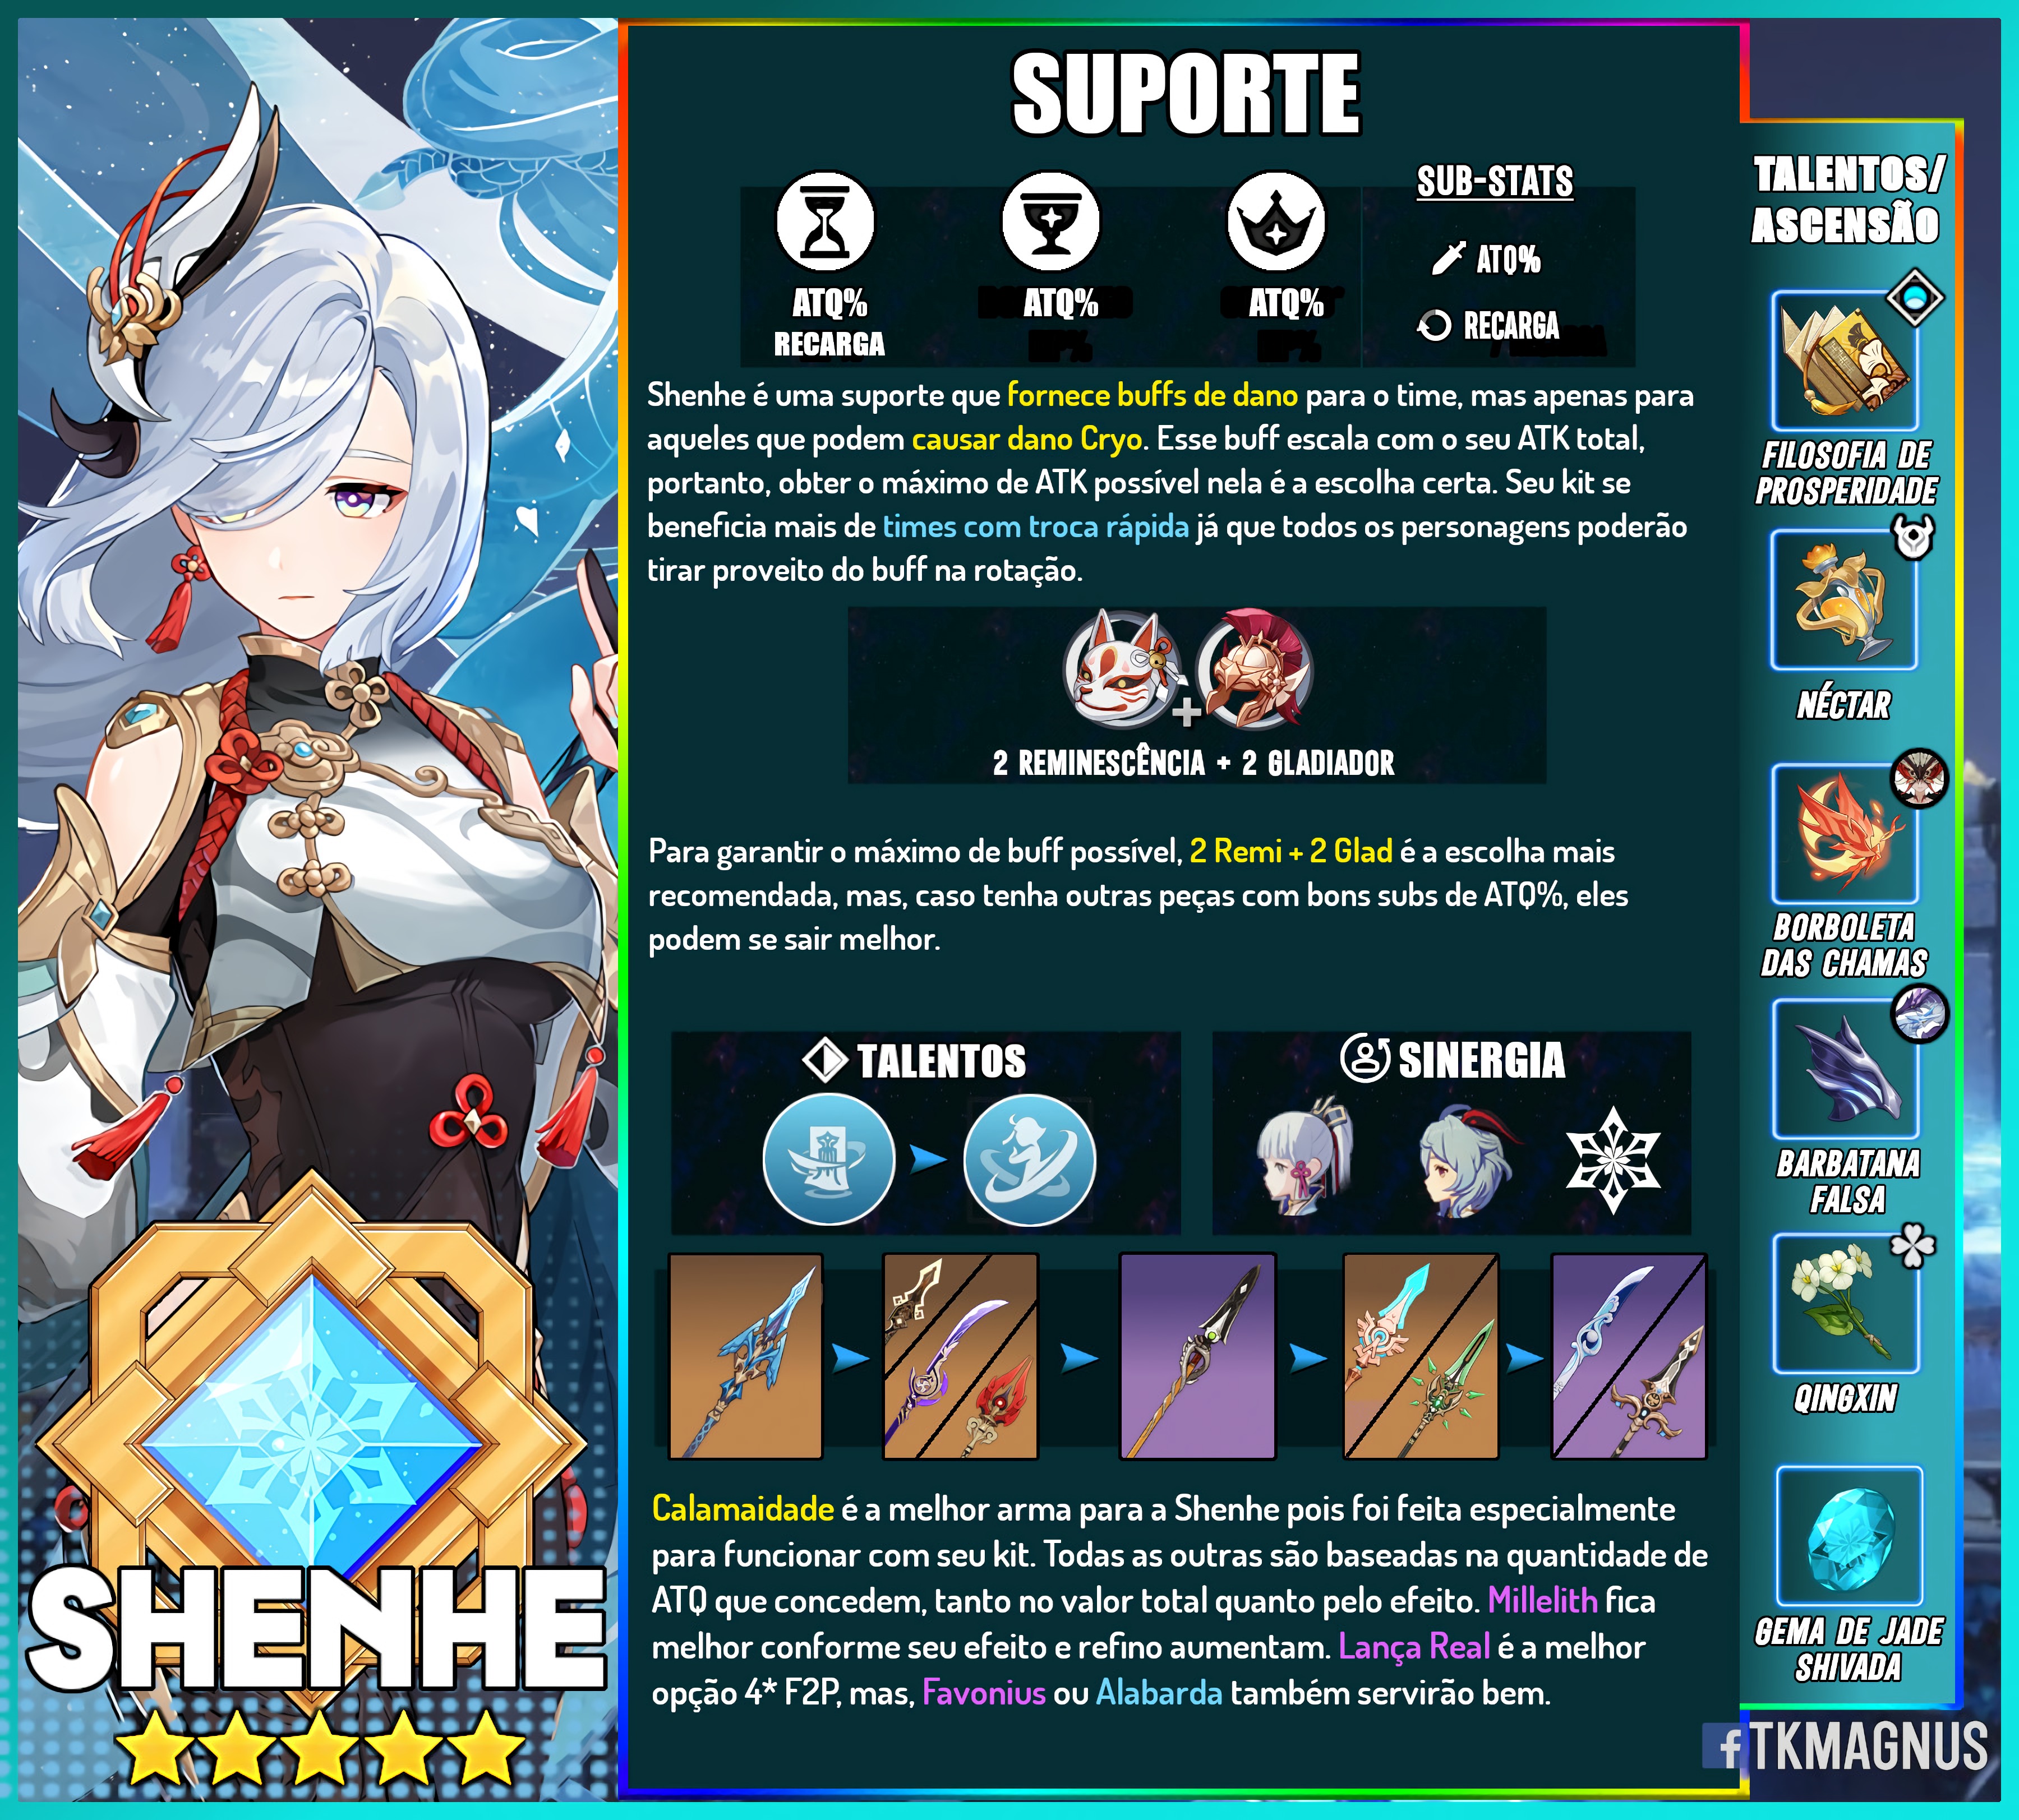 SUPORTE
ATQ%
RECARGA
ATQ%
ATQ%
SUB-STATS
ATQ%
RECARGA
Shenhe é uma suporte que fornece buffs de dano para o time, mas apenas para
aqueles que podem causar dano Cryo. Esse buff escala com o seu ATK total,
portanto, obter o máximo de ATK possível nela é a escolha certa. Seu kit se
beneficia mais de times com troca rápida já que todos os personagens poderão
tirar proveito do buff na rotação.
2 REMINESCÊNCIA + 2 GLADIADOR
Para garantir o máximo de buff possível, 2 Remi + 2 Glad é a escolha mais
recomendada, mas, caso tenha outras peças com bons subs de ATQ%, eles
podem se sair melhor.
TALENTOS
SINERGIA
Calamaidade é a melhor arma para a Shenhe pois foi feita especialmente
para funcionar com seu kit. Todas as outras são baseadas na quantidade de
ATQ que concedem, tanto no valor total quanto pelo efeito. Millelith fica
melhor conforme seu efeito e refino aumentam. Lança Real é a melhor
opção 4* F2P, mas, Favonius ou Alabarda também servirão bem.
TALENTOS/
ASCENSÃO
FILOSOFIA DE
PROSPERIDADE
NÉCTAR
BORBOLETA
DAS CHAMAS
BARBATANA
FALSA
QINGXIN
GEMA DE JADE
SHIVADA
SHENHE
f TKMAGNUS